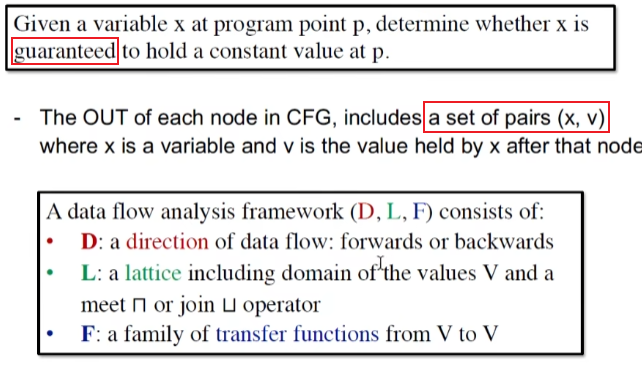 Given a variable x at program point p, determine whether x is
guaranteed to hold a constant value at p.
- The OUT of each node in CFG, includes a set of pairs (x, v)
where x is a variable and v is the value held by x after that node
A data flow analysis framework (D, L, F) consists of:
• D: a direction of data flow: forwards or backwards
• L: a lattice including domain of the values V and a
meet ⊓ or join ⊔ operator
• F: a family of transfer functions from V to V